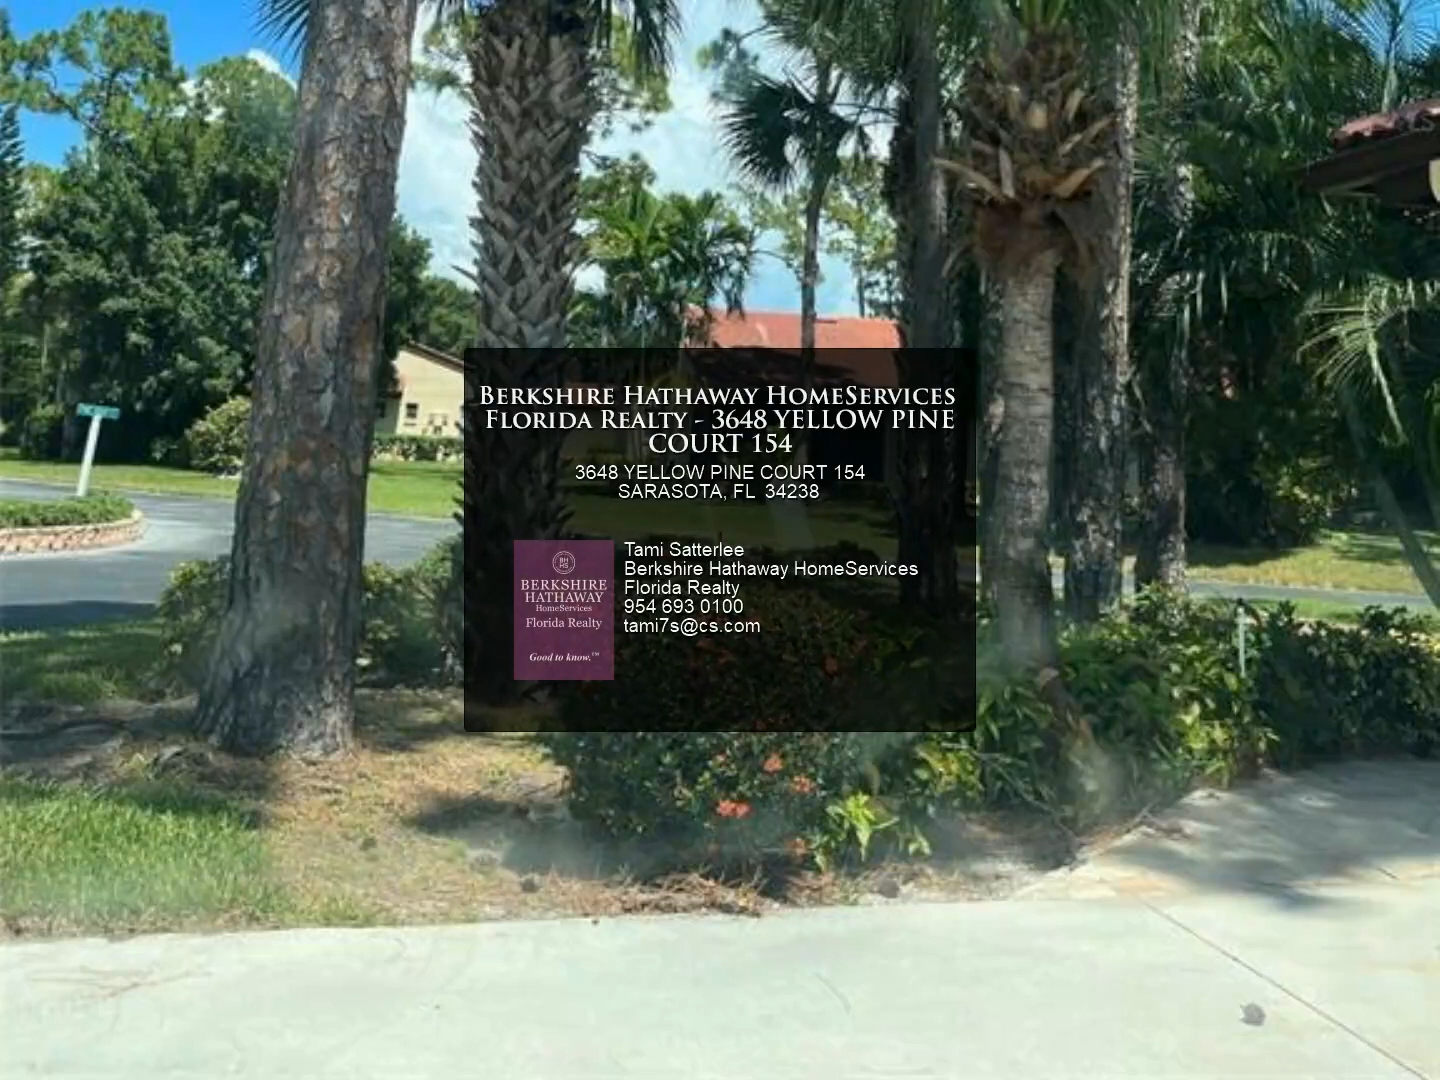 Berkshire Hathaway HomeServices
Florida Realty - 3648 YELLOW PINE
COURT 154
3648 YELLOW PINE COURT 154
SARASOTA, FL 34238
BH
HS
BERKSHIRE
HATHAWAY
HomeServices
Florida Realty
Good to know.™
Tami Satterlee
Berkshire Hathaway HomeServices
Florida Realty
954 693 0100
tami7s@cs.com